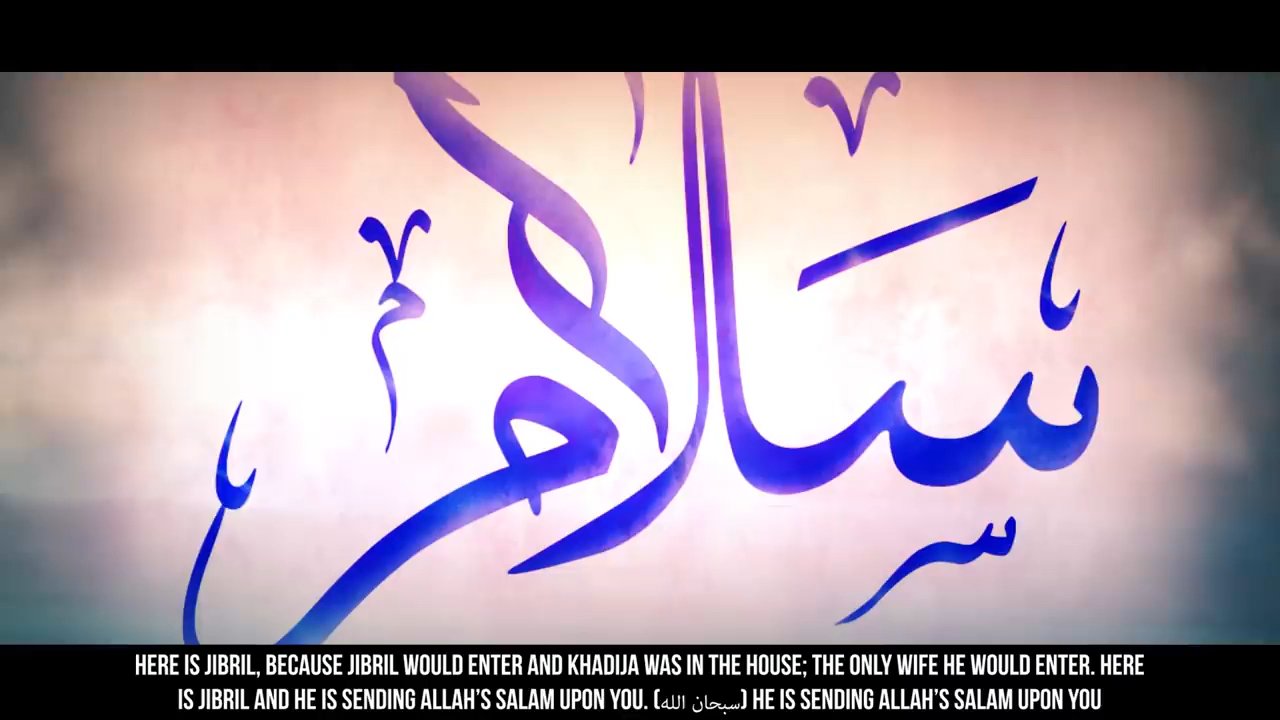 سلام
HERE IS JIBRIL, BECAUSE JIBRIL WOULD ENTER AND KHADIJA WAS IN THE HOUSE; THE ONLY WIFE HE WOULD ENTER. HERE
IS JIBRIL AND HE IS SENDING ALLAH'S SALAM UPON YOU. (سبحان الله) HE IS SENDING ALLAH'S SALAM UPON YOU